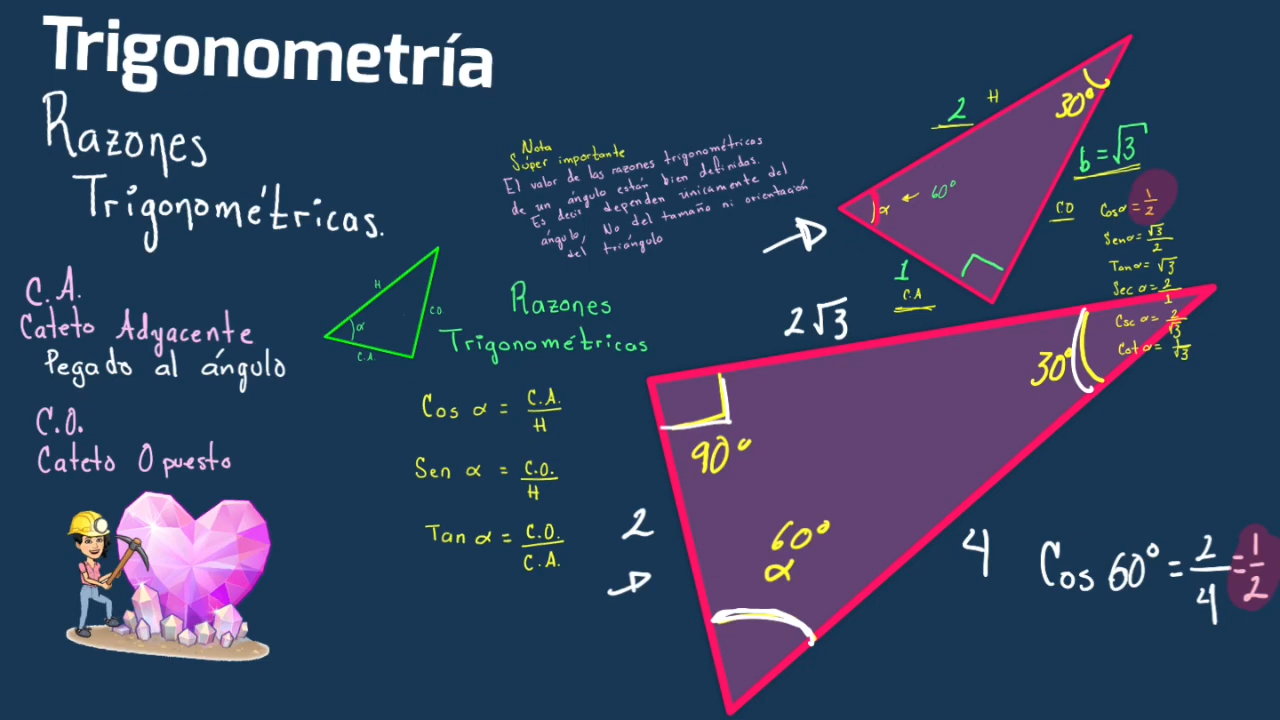 Trigonometría
Razones
Trigonométricas.
C.A.
Cateto Adyacente
Pegado al ángulo
C.O.
Cateto Opuesto
H
α
C.O
C.A.
Nota
Súper importante
El valor de las razones trigonométricas
de un ángulo están bien definidas.
Es decir dependen únicamente del
ángulo, No del tamaño ni orientación
del triángulo
Razones
Trigonométricas
Cos α = C.A. / H
Sen α = C.O. / H
Tan α = C.O. / C.A.
2 H
30°
b = √3
α ← 60°
C.O
1
C.A
Cos α = 1/2
Sen α = √3/2
Tan α = √3
Sec α = 2/1
Csc α = 2/√3
Cot α = 1/√3
2√3
30°
90°
2
60°
α
4
Cos 60° = 2/4 = 1/2